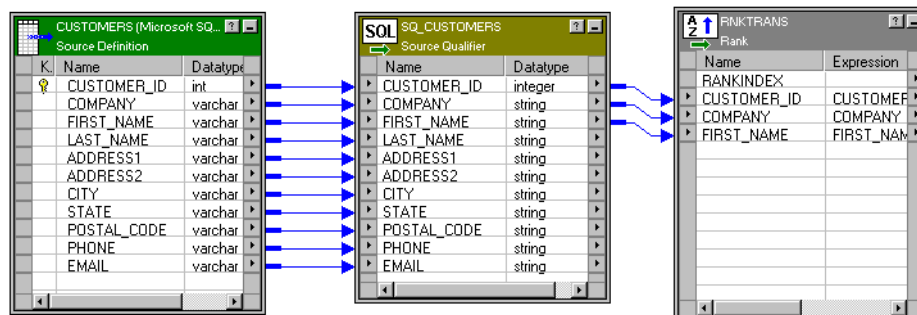 CUSTOMERS (Microsoft SQ...
Source Definition
K. Name Datatype
CUSTOMER_ID int
COMPANY varchar
FIRST_NAME varchar
LAST_NAME varchar
ADDRESS1 varchar
ADDRESS2 varchar
CITY varchar
STATE varchar
POSTAL_CODE varchar
PHONE varchar
EMAIL varchar
SQL SQ_CUSTOMERS
Source Qualifier
Name Datatype
CUSTOMER_ID integer
COMPANY string
FIRST_NAME string
LAST_NAME string
ADDRESS1 string
ADDRESS2 string
CITY string
STATE string
POSTAL_CODE string
PHONE string
EMAIL string
A Z RNKTRANS
Rank
Name Expression
RANKINDEX
CUSTOMER_ID CUSTOMER
COMPANY COMPANY
FIRST_NAME FIRST_NAM